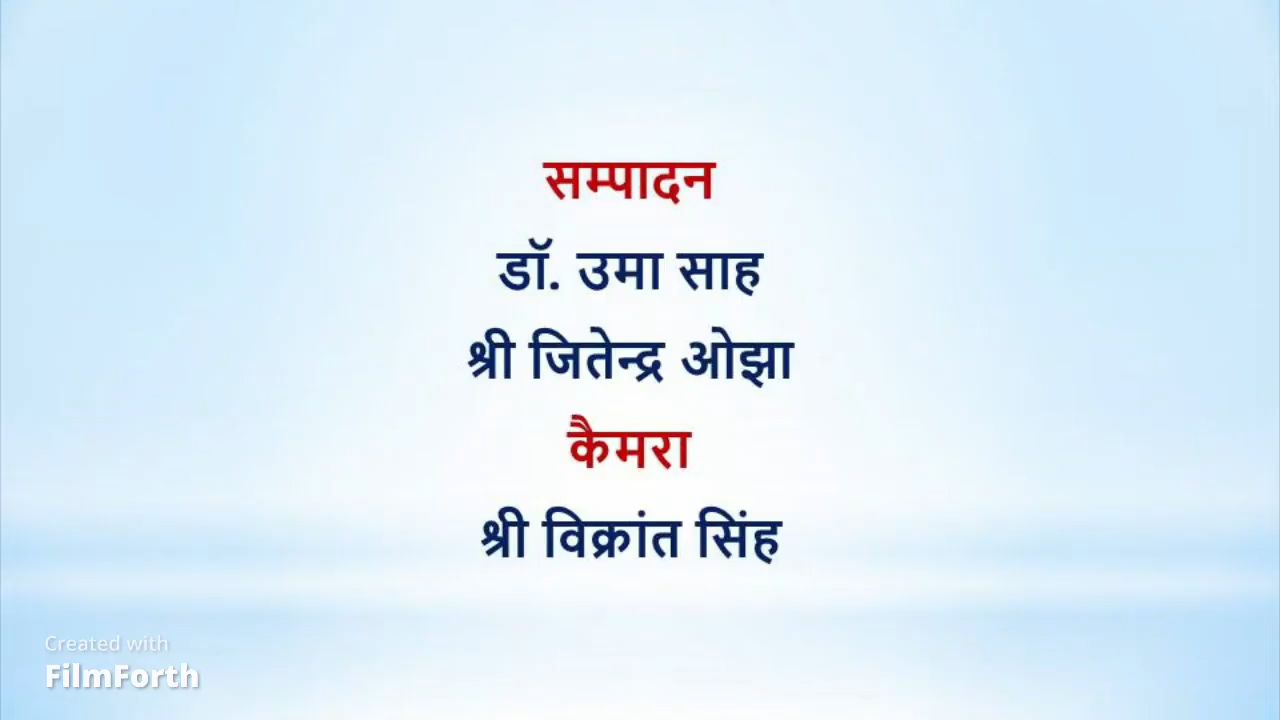 सम्पादन
डॉ. उमा साह
श्री जितेन्द्र ओझा
कैमरा
श्री विक्रांत सिंह
Created with
FilmForth